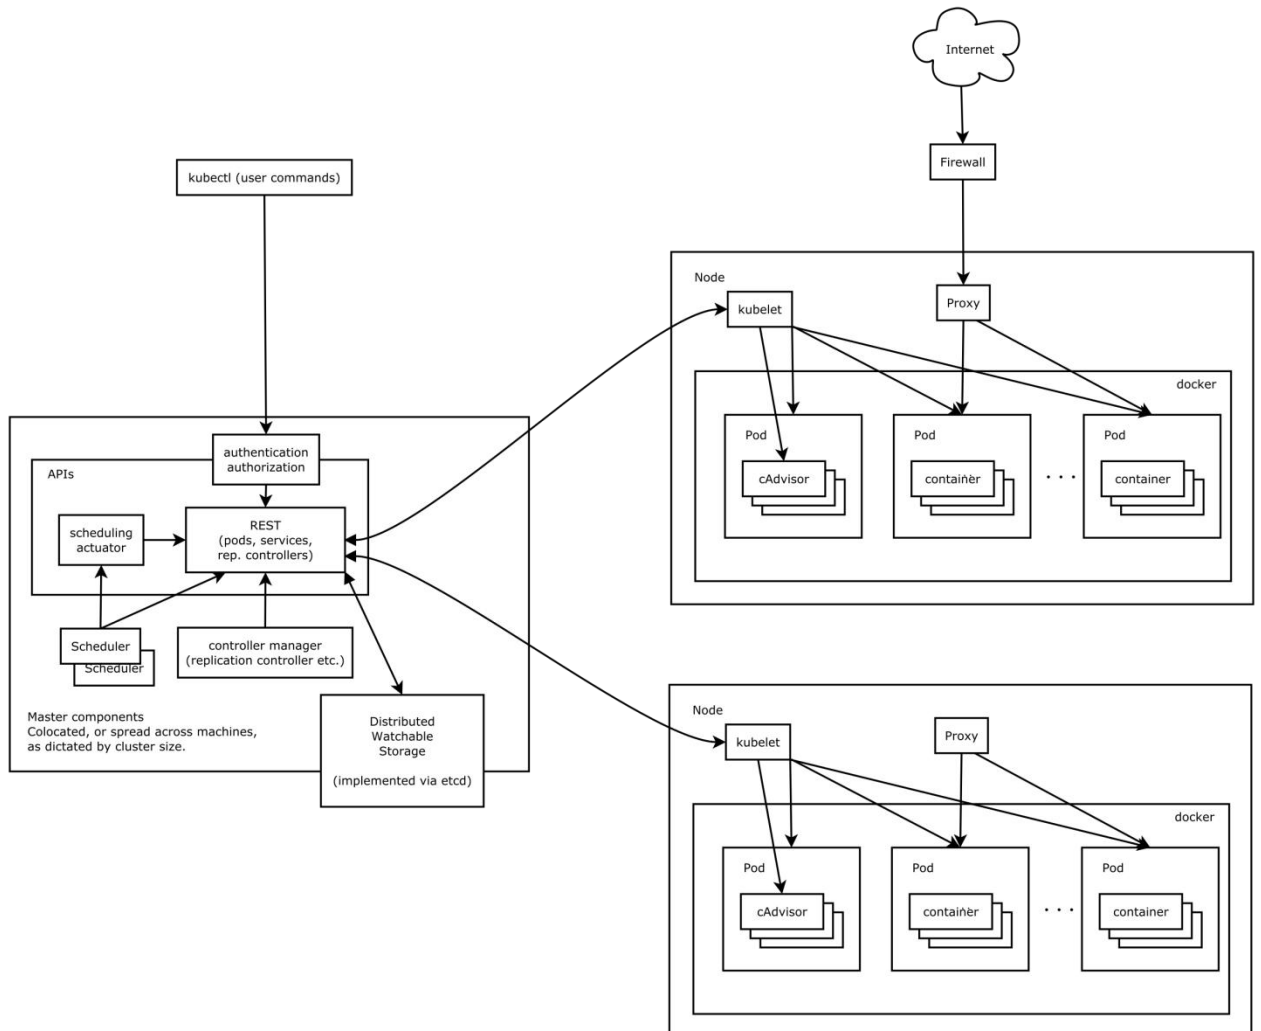 Internet
Firewall
kubectl (user commands)
Node
kubelet
Proxy
docker
Pod
cAdvisor
Pod
container
. . .
Pod
container
authentication
authorization
APIs
REST
(pods, services,
rep. controllers)
scheduling
actuator
Scheduler
Scheduler
controller manager
(replication controller etc.)
Master components
Colocated, or spread across machines,
as dictated by cluster size.
Distributed
Watchable
Storage
(implemented via etcd)
Node
kubelet
Proxy
docker
Pod
cAdvisor
Pod
container
. . .
Pod
container